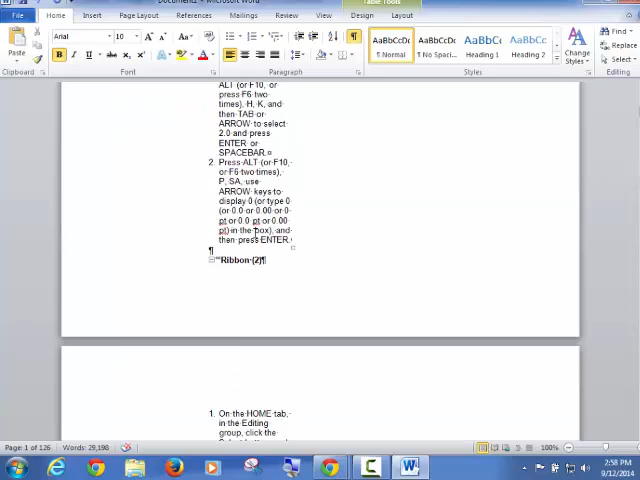 Document2 - Microsoft Word
Table Tools
File Home Insert Page Layout References Mailings Review View Design Layout
Arial 10
Paste
B I U
Clipboard Font Paragraph Styles Editing
AaBbCcDc AaBbCcDc AaBbC AaBbCc
¶ Normal ¶ No Spaci... Heading 1 Heading 2
Change
Styles
Find
Replace
Select
ALT (or F10, or
press F6 two
times), H, K, and
then TAB or
ARROW to select
2.0 and press
ENTER or
SPACEBAR.¤
2. Press ALT (or F10,
or F6 two times),
P, SA, use
ARROW keys to
display 0 (or type 0
(or 0.0 or 0.00 or 0
pt or 0.0 pt or 0.00
pt) in the box), and
then press ENTER.
¶
"Ribbon (2)¶
1. On the HOME tab,
in the Editing
group, click the
Page: 1 of 126 Words: 29,198 100%
2:58 PM
9/12/2014